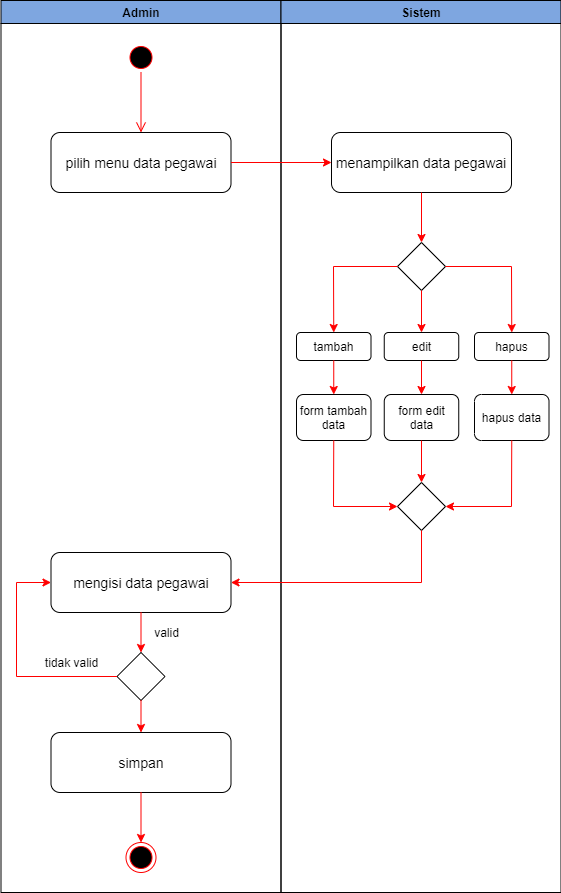 Admin
Sistem
pilih menu data pegawai
menampilkan data pegawai
tambah
edit
hapus
form tambah
data
form edit
data
hapus data
mengisi data pegawai
valid
tidak valid
simpan